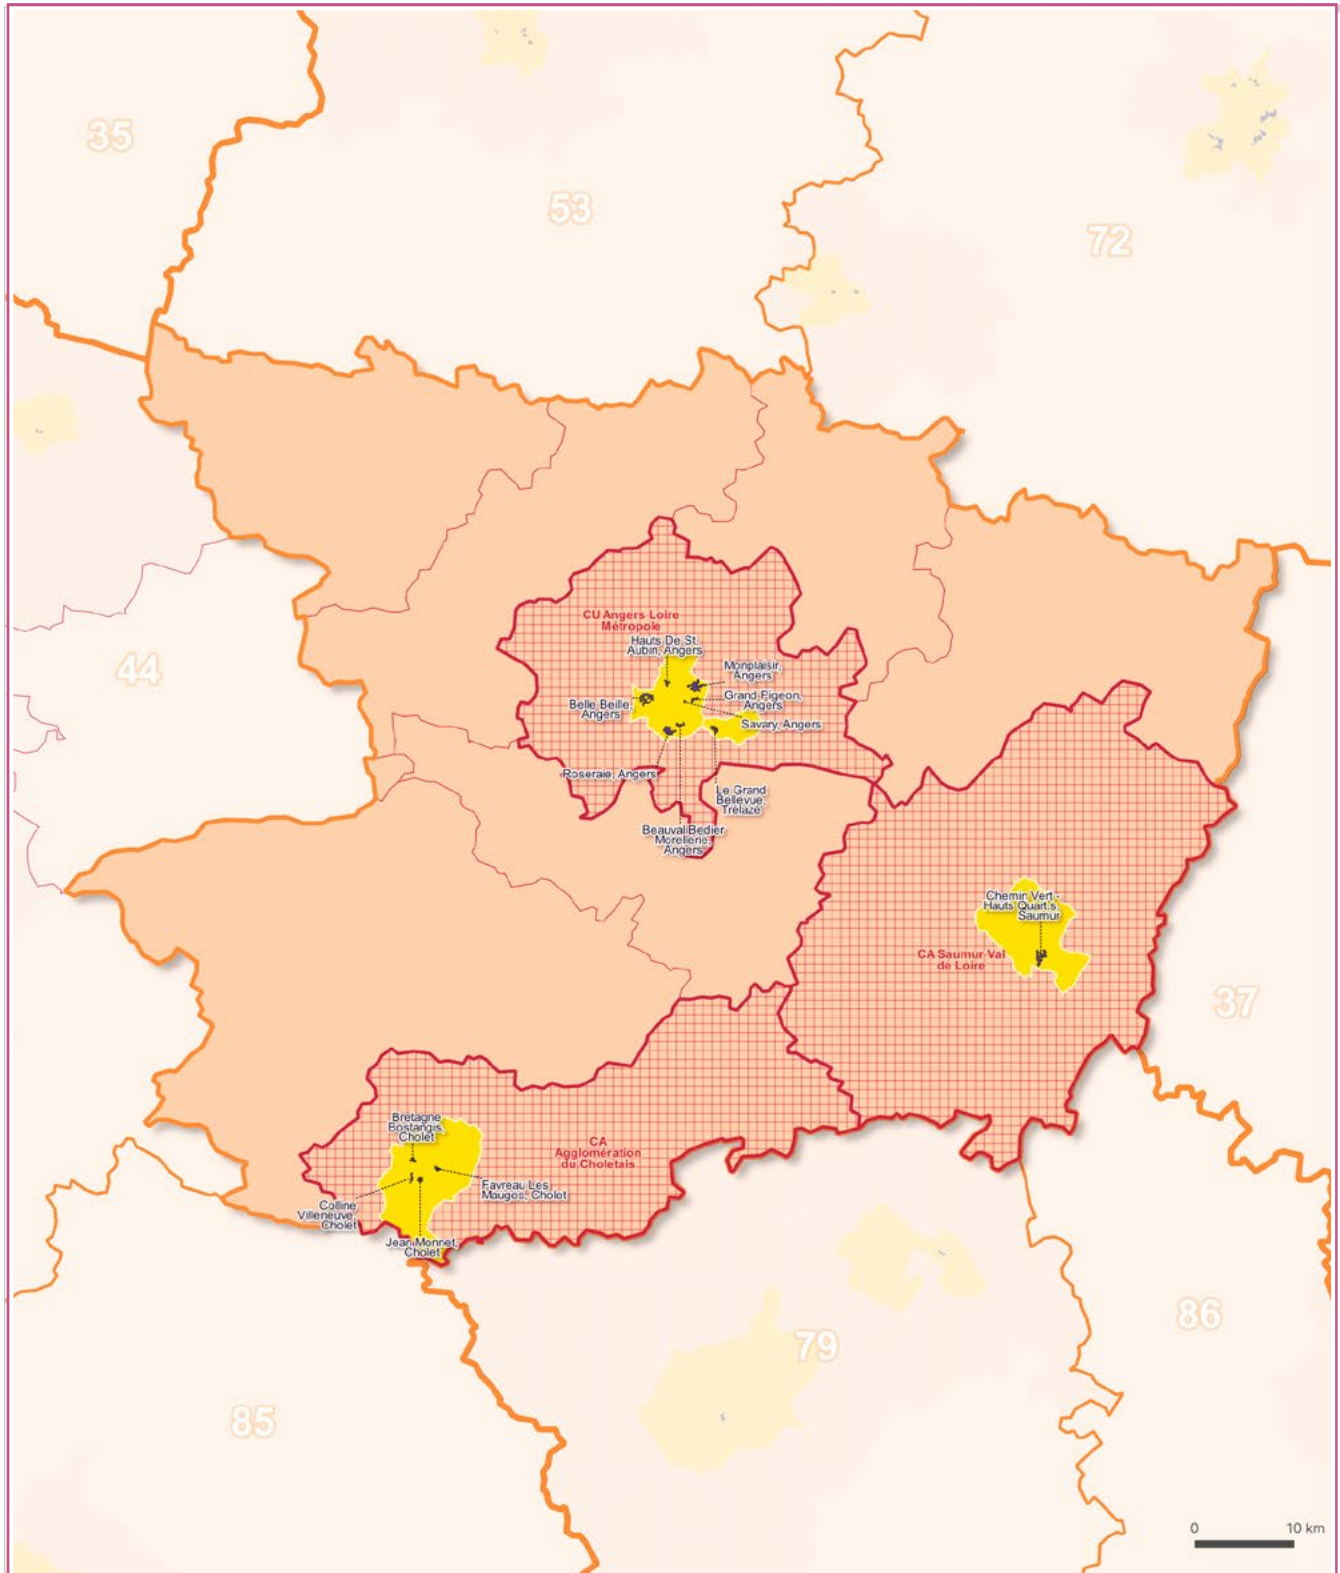 35
53
72
CU Angers Loire
Métropole
Hauts De St.
Aubin, Angers
Monplaisir,
Angers
44
Belle Beille,
Angers
Grand Pigeon,
Angers
Savary, Angers
Roseraie, Angers
Le Grand
Bellevue,
Trélazé
Beauval Bedier
Morellerie,
Angers
Chemin Vert -
Hauts Quart.s,
Saumur
CA Saumur Val
de Loire
37
Bretagne
Bostangis,
Cholet
CA
Agglomération
du Choletais
Favreau Les
Mauges, Cholet
Colline
Villeneuve,
Cholet
Jean Monnet,
Cholet
86
79
85
0 10 km